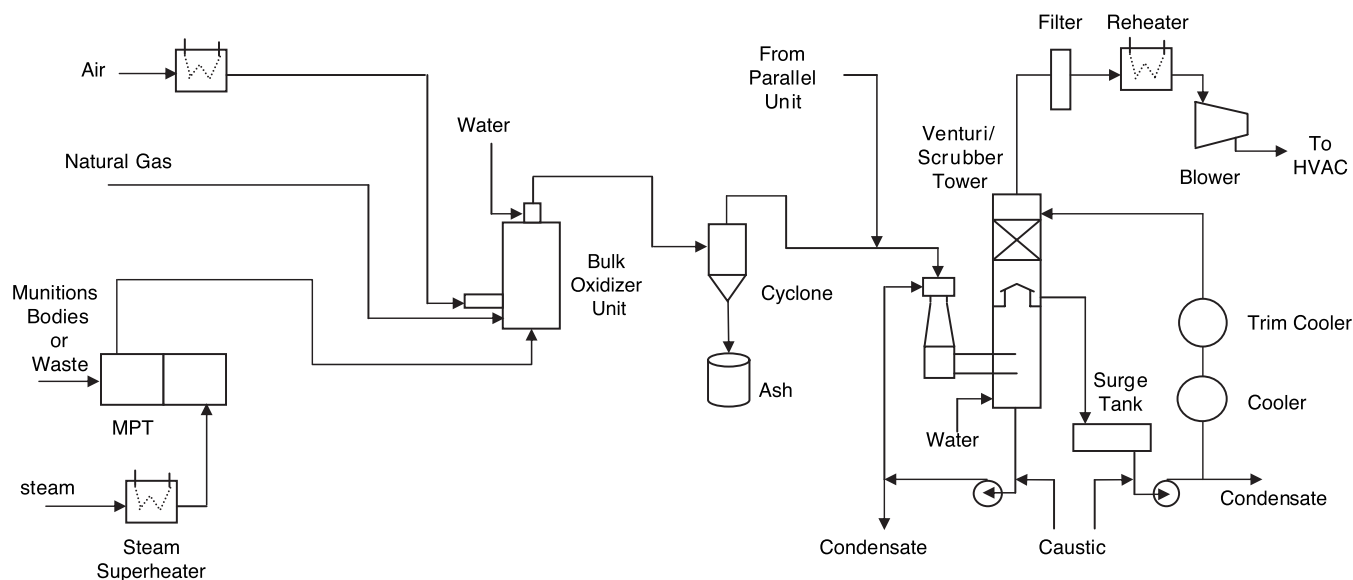 Filter
Reheater
Air
From
Parallel
Unit
Water
Venturi/
Scrubber
Tower
To
HVAC
Blower
Natural Gas
Bulk
Oxidizer
Unit
Cyclone
Munitions
Bodies
or
Waste
MPT
Ash
Trim Cooler
Surge
Tank
Cooler
Water
steam
Steam
Superheater
Condensate
Caustic
Condensate